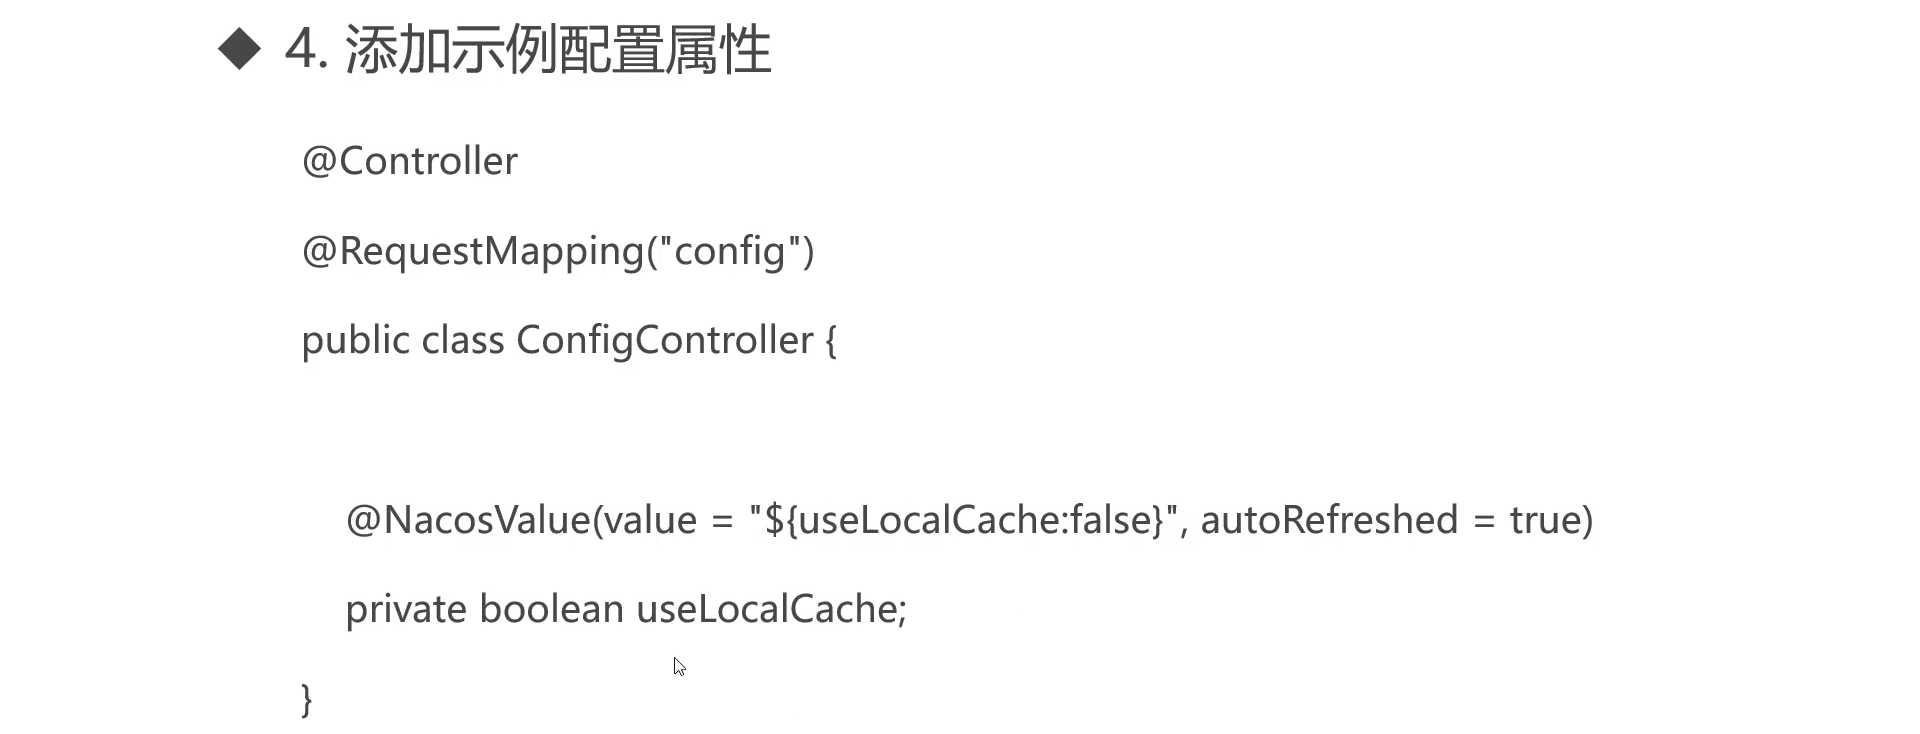 ◆ 4. 添加示例配置属性
@Controller
@RequestMapping("config")
public class ConfigController {
@NacosValue(value = "${useLocalCache:false}", autoRefreshed = true)
private boolean useLocalCache;
}